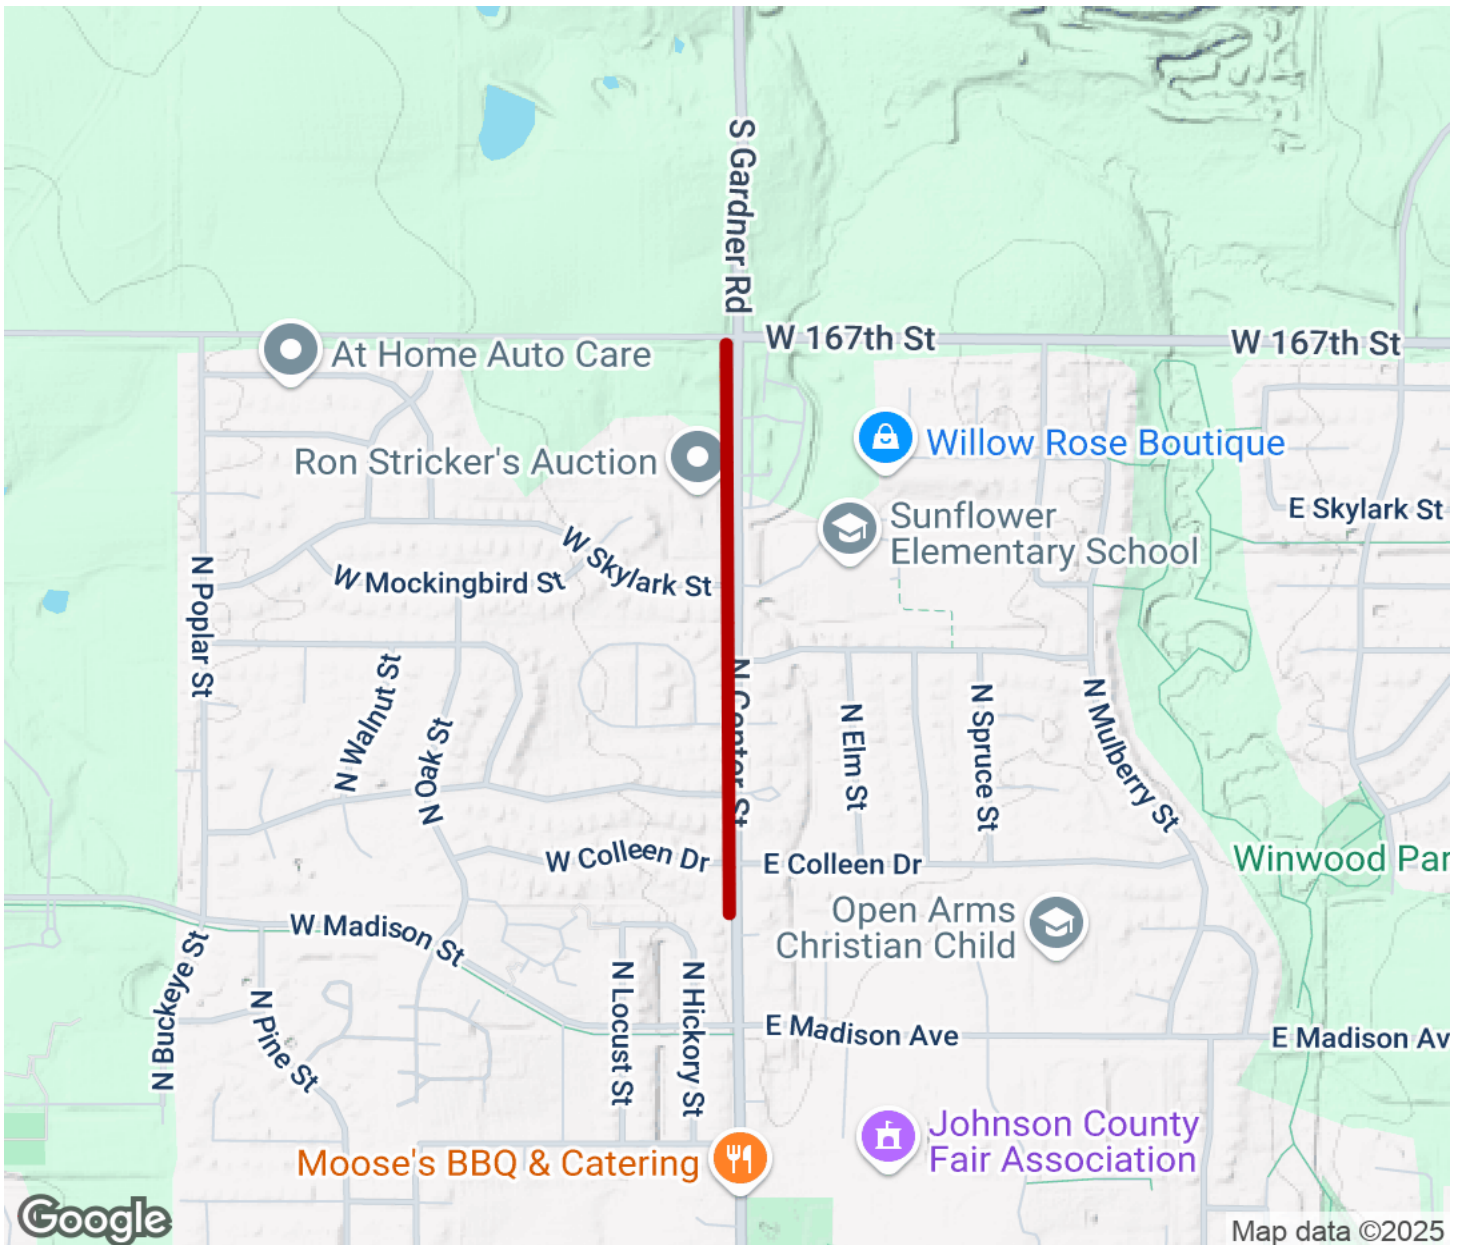 S Gardner Rd
W 167th St
W 167th St
At Home Auto Care
Willow Rose Boutique
Ron Stricker's Auction
E Skylark St
Sunflower
Elementary School
W Skylark St
W Mockingbird St
N Poplar St
N Walnut St
N Oak St
N Center St
N Elm St
N Spruce St
N Mulberry St
W Colleen Dr
E Colleen Dr
Winwood Par
Open Arms
Christian Child
W Madison St
N Buckeye St
N Pine St
N Locust St
N Hickory St
E Madison Ave
E Madison Av
Johnson County
Fair Association
Moose's BBQ & Catering
Google
Map data ©2025